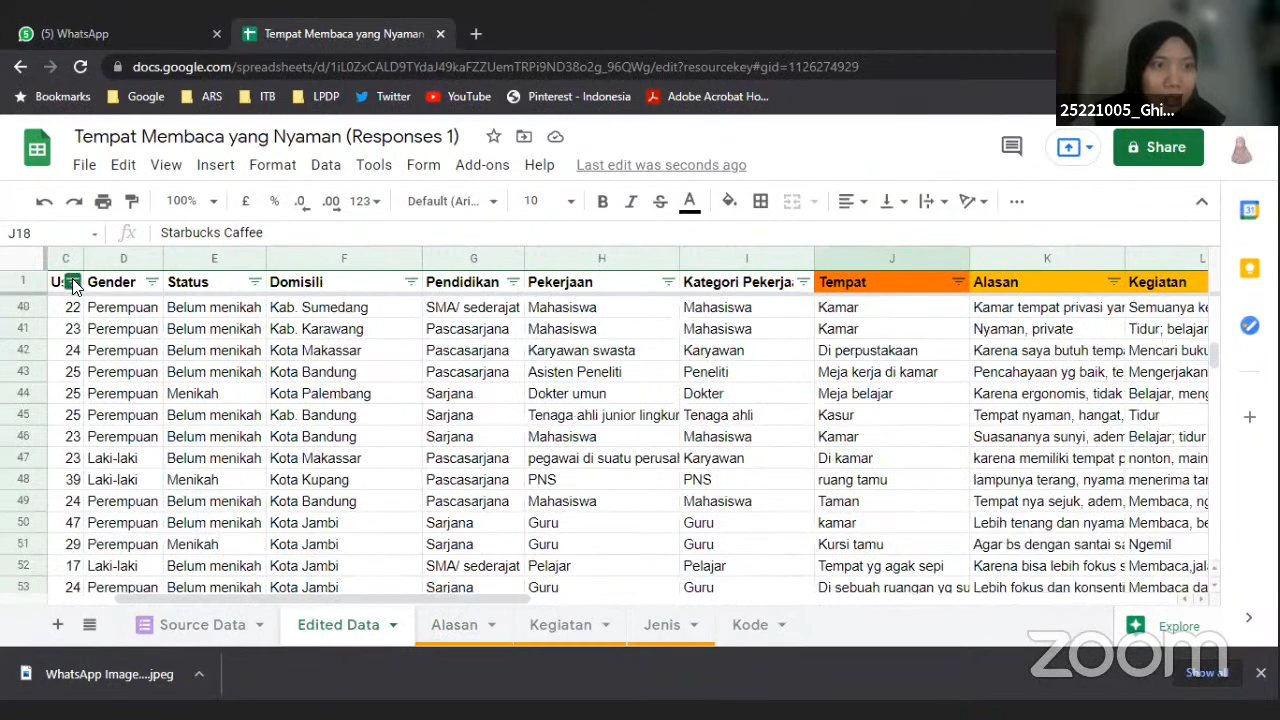 (5) WhatsApp
Tempat Membaca yang Nyaman
docs.google.com/spreadsheets/d/1iL0ZxCALD9TYdaJ49kaFZZUemTRPi9ND38o2g_96QWg/edit?resourcekey#gid=1126274929
Bookmarks Google ARS ITB LPDP Twitter YouTube Pinterest - Indonesia Adobe Acrobat Ho...
25221005_Ghi...
Tempat Membaca yang Nyaman (Responses 1)
File Edit View Insert Format Data Tools Form Add-ons Help Last edit was seconds ago
Share
100% £ % .0 .00 123 Default (Ari... 10 B I S A
J18 fx Starbucks Caffee
C D E F G H I J K L
1 Us Gender Status Domisili Pendidikan Pekerjaan Kategori Pekerja Tempat Alasan Kegiatan
40 22 Perempuan Belum menikah Kab. Sumedang SMA/ sederajat Mahasiswa Mahasiswa Kamar Kamar tempat privasi yan Semuanya ke
41 23 Perempuan Belum menikah Kab. Karawang Pascasarjana Mahasiswa Mahasiswa Kamar Nyaman, private Tidur; belajar
42 24 Perempuan Belum menikah Kota Makassar Pascasarjana Karyawan swasta Karyawan Di perpustakaan Karena saya butuh tempa Mencari buku
43 25 Perempuan Belum menikah Kota Bandung Pascasarjana Asisten Peneliti Peneliti Meja kerja di kamar Pencahayaan yg baik, te Mengerjakan
44 25 Perempuan Menikah Kota Palembang Sarjana Dokter umun Dokter Meja belajar Karena ergonomis, tidak Belajar, meng
45 25 Perempuan Belum menikah Kab. Bandung Sarjana Tenaga ahli junior lingkun Tenaga ahli Kasur Tempat nyaman, hangat, Tidur
46 23 Perempuan Belum menikah Kota Bandung Sarjana Mahasiswa Mahasiswa Kamar Suasananya sunyi, adem Belajar; tidur
47 23 Laki-laki Belum menikah Kota Makassar Pascasarjana pegawai di suatu perusah Karyawan Di kamar karena memiliki tempat p nonton, main
48 39 Laki-laki Menikah Kota Kupang Pascasarjana PNS PNS ruang tamu lampunya terang, nyama menerima tan
49 24 Perempuan Belum menikah Kota Bandung Pascasarjana Mahasiswa Mahasiswa Taman Tempat nya sejuk, adem, Membaca, ng
50 47 Perempuan Belum menikah Kota Jambi Sarjana Guru Guru kamar Lebih tenang dan nyama Membaca, be
51 29 Perempuan Menikah Kota Jambi Sarjana Guru Guru Kursi tamu Agar bs dengan santai sa Ngemil
52 17 Laki-laki Belum menikah Kota Jambi SMA/ sederajat Pelajar Pelajar Tempat yg agak sepi Karena bisa lebih fokus s Membaca,jala
53 24 Perempuan Belum menikah Kota Jambi Sarjana Guru Guru Di sebuah ruangan yg su Lebih fokus dan konsentr Membaca da
Source Data Edited Data Alasan Kegiatan Jenis Kode Explore
zoom
WhatsApp Image....jpeg Show all